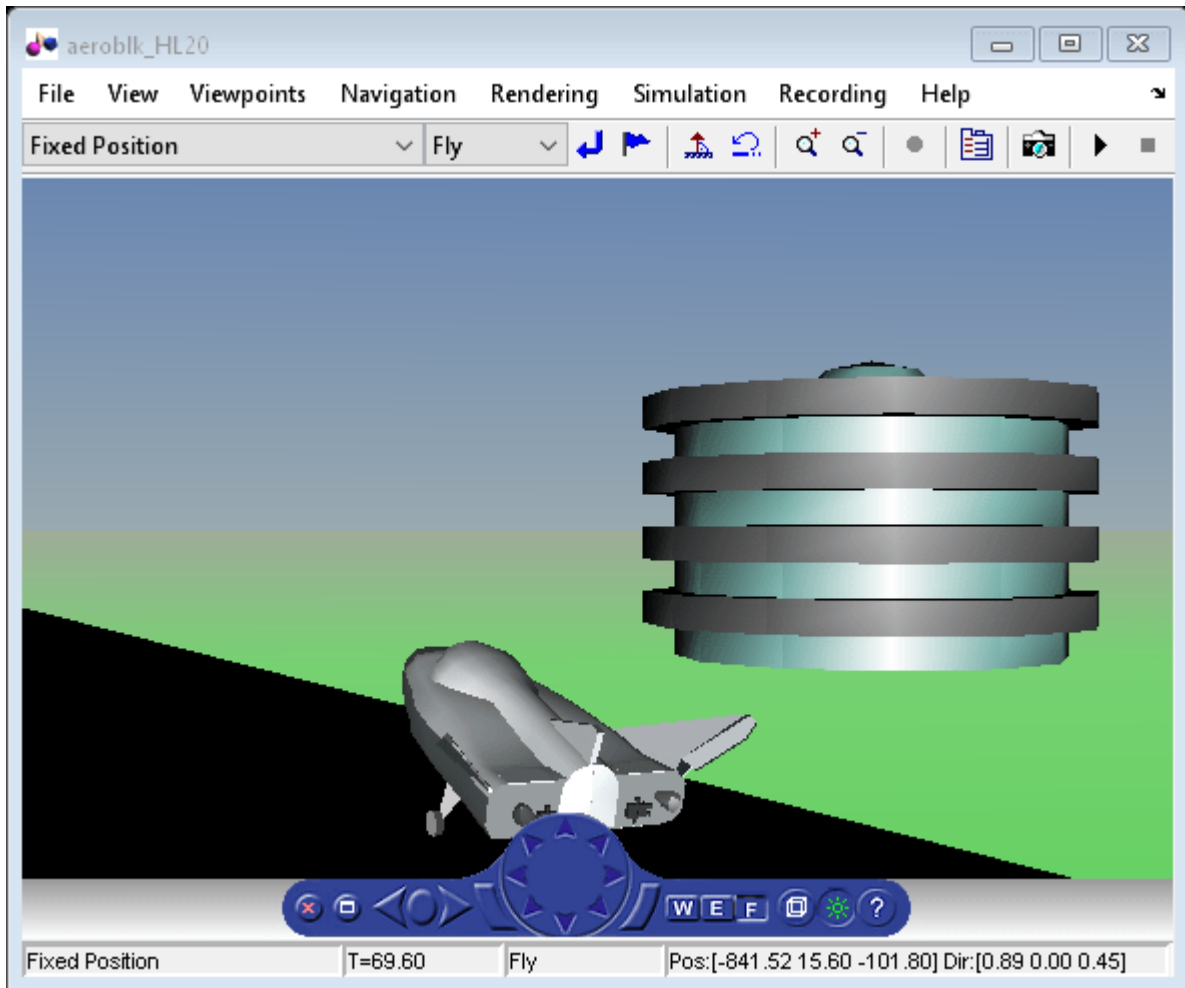 aeroblk_HL20
File View Viewpoints Navigation Rendering Simulation Recording Help
Fixed Position Fly
W E F ?
Fixed Position T=69.60 Fly Pos:[-841.52 15.60 -101.80] Dir:[0.89 0.00 0.45]